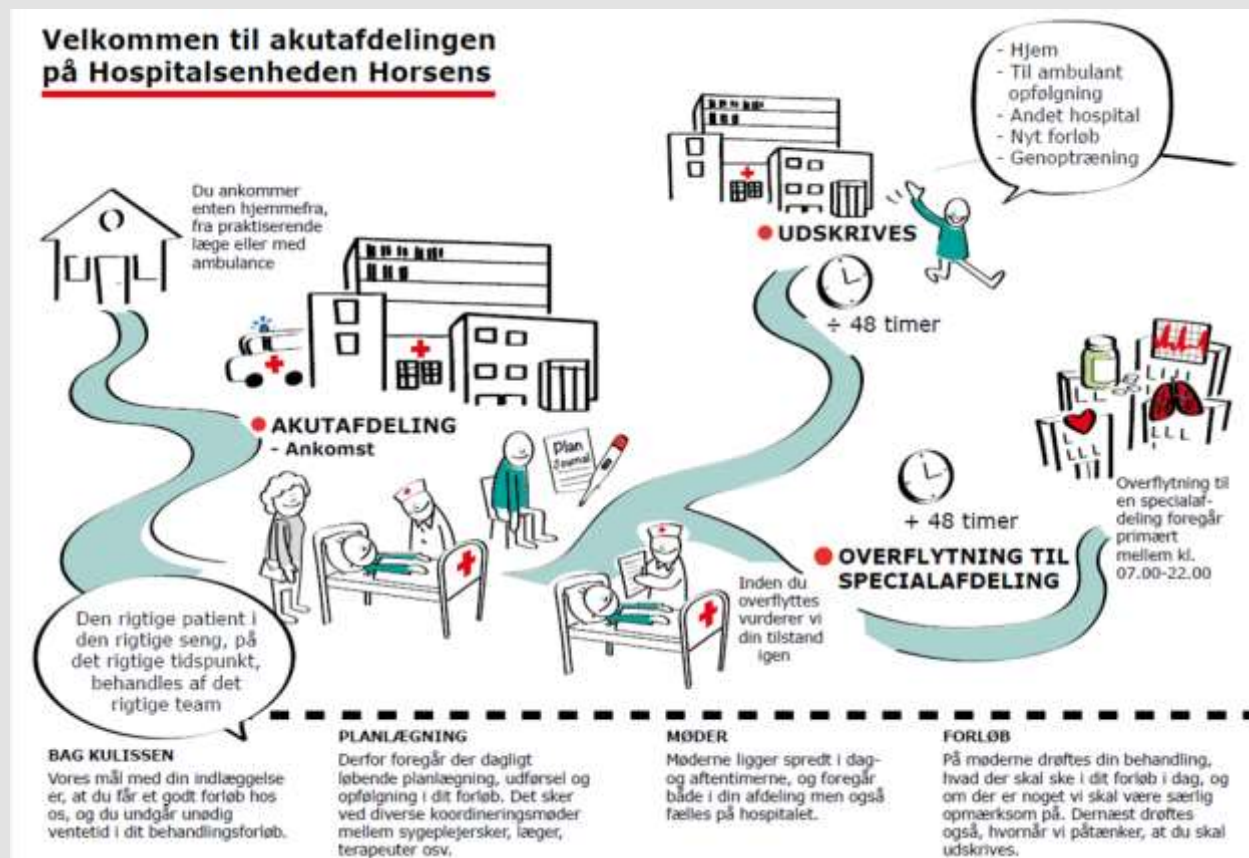 Velkommen til akutafdelingen
på Hospitalsenheden Horsens
Du ankommer
enten hjemmefra,
fra praktiserende
læge eller med
ambulance
AKUTAFDELING
- Ankomst
Plan
Journal
Den rigtige patient i
den rigtige seng, på
det rigtige tidspunkt,
behandles af det
rigtige team
- Hjem
- Til ambulant
opfølgning
- Andet hospital
- Nyt forløb
- Genoptræning
UDSKRIVES
÷ 48 timer
+ 48 timer
Inden du
overflyttes
vurderer vi
din tilstand
igen
OVERFLYTNING TIL
SPECIALAFDELING
Overflytning til
en specialaf-
deling foregår
primært
mellem kl.
07.00-22.00
BAG KULISSEN
Vores mål med din indlæggelse
er, at du får et godt forløb hos
os, og du undgår unødig
ventetid i dit behandlingsforløb.
PLANLÆGNING
Derfor foregår der dagligt
løbende planlægning, udførsel og
opfølgning i dit forløb. Det sker
ved diverse koordineringsmøder
mellem sygeplejersker, læger,
terapeuter osv.
MØDER
Møderne ligger spredt i dag-
og aftentimerne, og foregår
både i din afdeling men også
fælles på hospitalet.
FORLØB
På møderne drøftes din behandling,
hvad der skal ske i dit forløb i dag, og
om der er noget vi skal være særlig
opmærksom på. Dernæst drøftes
også, hvornår vi påtænker, at du skal
udskrives.